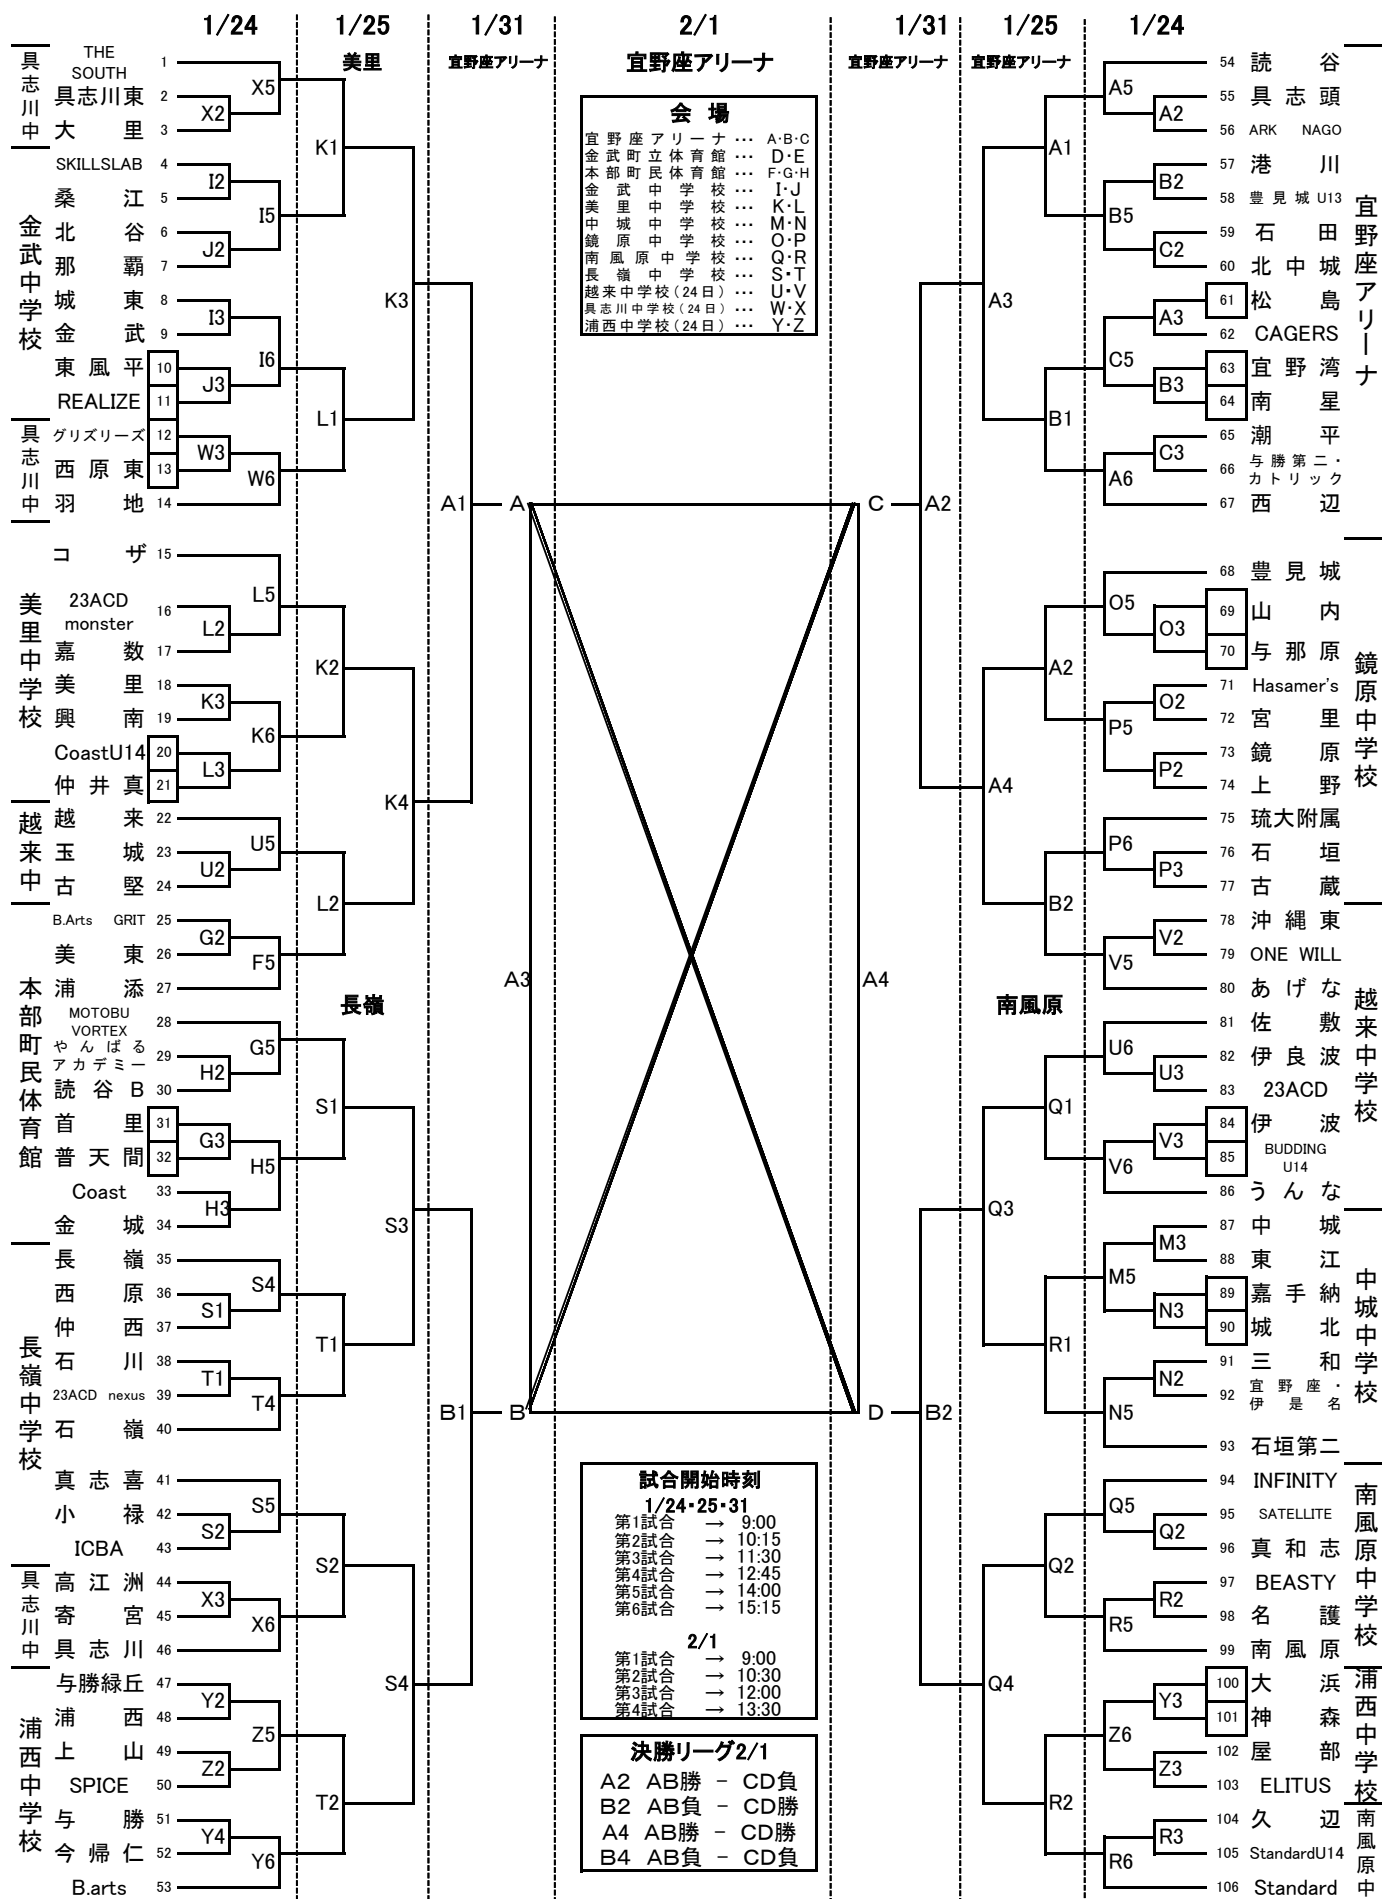 1/24 1/25 1/31 2/1 1/31 1/25 1/24
美里 宜野座アリーナ 宜野座アリーナ 宜野座アリーナ 宜野座アリーナ
具志川中
THE SOUTH 1
具志川東 2
大里 3
X5
X2
金武中学校
SKILLSLAB 4
桑江 5
北谷 6
那覇 7
城東 8
金武 9
東風平 10
REALIZE 11
I2
I5
J2
I3
I6
J3
具志川中
グリズリーズ 12
西原東 13
羽地 14
W3
W6
K1
L1
K3
美里中学校
コザ 15
23ACD monster 16
嘉数 17
美里 18
興南 19
CoastU14 20
仲井真 21
L5
L2
K3
K6
L3
越来中
越来 22
玉城 23
古堅 24
U5
U2
本部町民体育館
B.Arts GRIT 25
美東 26
浦添 27
MOTOBU VORTEX 28
やんばるアカデミー 29
読谷B 30
首里 31
普天間 32
Coast 33
金城 34
G2
F5
G5
H2
G3
H5
H3
K2
L2
K4
A1
長嶺
長嶺中学校
長嶺 35
西原 36
仲西 37
石川 38
23ACD nexus 39
石嶺 40
真志喜 41
小禄 42
ICBA 43
S4
S1
T1
T4
S5
S2
具志川中
高江洲 44
寄宮 45
具志川 46
X3
X6
浦西中学校
与勝緑丘 47
浦西 48
上山 49
SPICE 50
与勝 51
今帰仁 52
B.arts 53
Y2
Z5
Z2
Y4
Y6
S1
T1
S3
S2
T2
S4
B1
会場
宜野座アリーナ … A・B・C
金武町立体育館 … D・E
本部町民体育館 … F・G・H
金武中学校 … I・J
美里中学校 … K・L
中城中学校 … M・N
鏡原中学校 … O・P
南風原中学校 … Q・R
長嶺中学校 … S・T
越来中学校(24日) … U・V
具志川中学校(24日) … W・X
浦西中学校(24日) … Y・Z
A
C
A3
A4
B
D
試合開始時刻
1/24・25・31
第1試合 → 9:00
第2試合 → 10:15
第3試合 → 11:30
第4試合 → 12:45
第5試合 → 14:00
第6試合 → 15:15
2/1
第1試合 → 9:00
第2試合 → 10:30
第3試合 → 12:00
第4試合 → 13:30
決勝リーグ2/1
A2 AB勝 − CD負
B2 AB負 − CD勝
A4 AB勝 − CD勝
B4 AB負 − CD負
A2
A3
A1
B1
A4
A2
B2
宜野座アリーナ
A5
A2
B2
B5
C2
A3
C5
B3
C3
A6
54 読谷
55 具志頭
56 ARK NAGO
57 港川
58 豊見城U13
59 石田
60 北中城
61 松島
62 CAGERS
63 宜野湾
64 南星
65 潮平
66 与勝第二・カトリック
67 西辺
鏡原中学校
O5
O3
O2
P5
P2
P6
P3
68 豊見城
69 山内
70 与那原
71 Hasamer's
72 宮里
73 鏡原
74 上野
75 琉大附属
76 石垣
77 古蔵
越来中学校
V2
V5
U6
U3
V3
V6
78 沖縄東
79 ONE WILL
80 あげな
81 佐敷
82 伊良波
83 23ACD
84 伊波
85 BUDDING U14
86 うんな
南風原
B2
Q3
Q1
R1
Q4
Q2
R2
中城中学校
M3
M5
N3
N2
N5
87 中城
88 東江
89 嘉手納
90 城北
91 三和
92 宜野座・伊是名
93 石垣第二
南風原中学校
Q5
Q2
R2
R5
94 INFINITY
95 SATELLITE
96 真和志
97 BEASTY
98 名護
99 南風原
浦西中学校
Y3
Z6
Z3
100 大浜
101 神森
102 屋部
103 ELITUS
南風原中
R3
R6
104 久辺
105 StandardU14
106 Standard